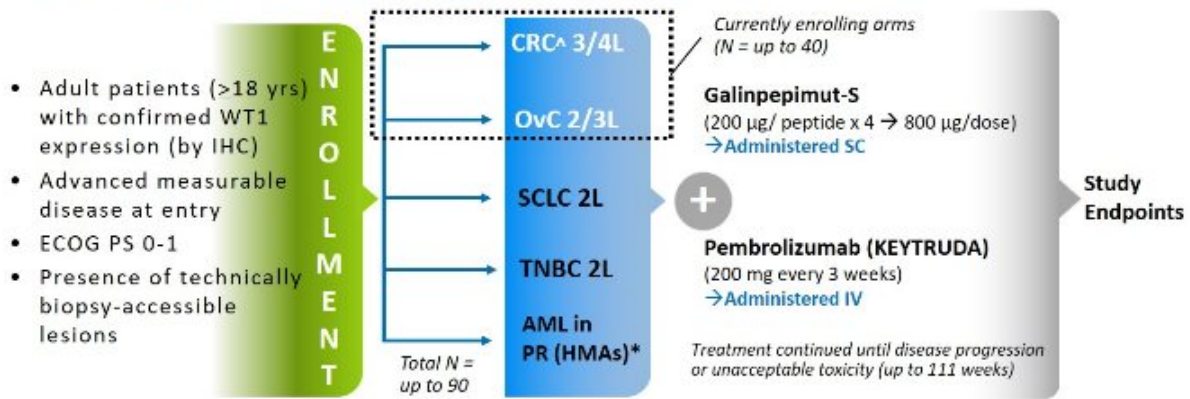 • Adult patients (>18 yrs)
with confirmed WT1
expression (by IHC)
• Advanced measurable
disease at entry
• ECOG PS 0-1
• Presence of technically
biopsy-accessible
lesions
ENROLLMENT
CRC^ 3/4L
OvC 2/3L
SCLC 2L
TNBC 2L
AML in
PR (HMAs)*
Total N =
up to 90
Currently enrolling arms
(N = up to 40)
Galinpepimut-S
(200 µg/ peptide x 4 → 800 µg/dose)
→Administered SC
+
Pembrolizumab (KEYTRUDA)
(200 mg every 3 weeks)
→Administered IV
Treatment continued until disease progression
or unacceptable toxicity (up to 111 weeks)
Study
Endpoints